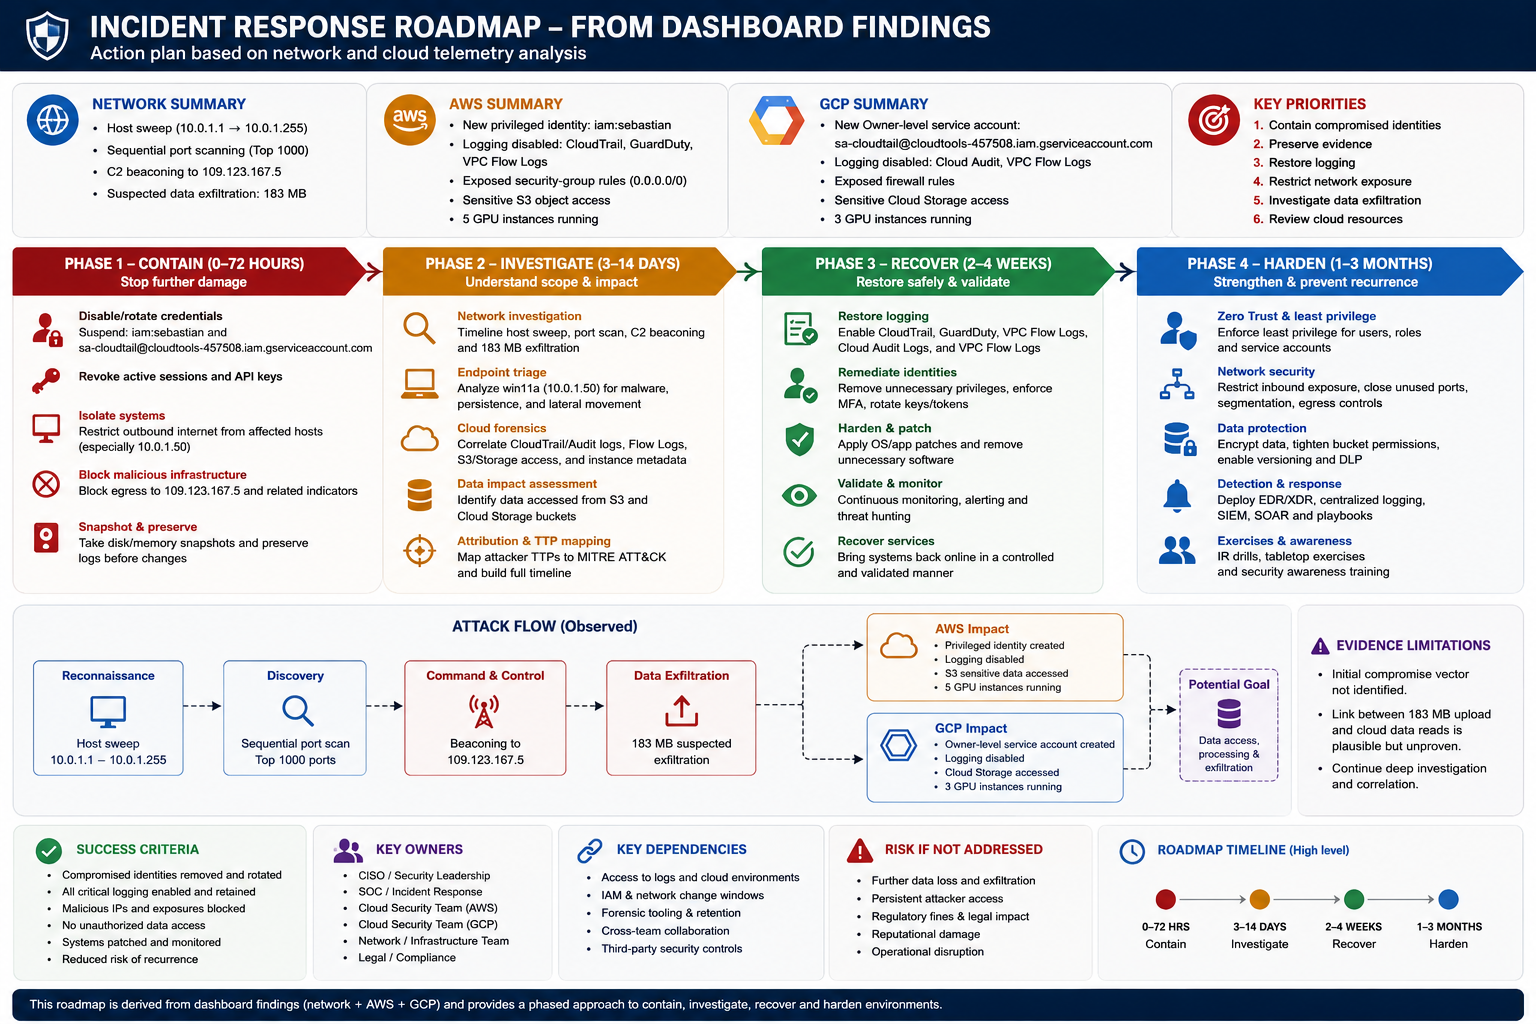 INCIDENT RESPONSE ROADMAP – FROM DASHBOARD FINDINGS
Action plan based on network and cloud telemetry analysis
NETWORK SUMMARY
• Host sweep (10.0.1.1 → 10.0.1.255)
• Sequential port scanning (Top 1000)
• C2 beaconing to 109.123.167.5
• Suspected data exfiltration: 183 MB
aws
AWS SUMMARY
• New privileged identity: iam:sebastian
• Logging disabled: CloudTrail, GuardDuty,
VPC Flow Logs
• Exposed security-group rules (0.0.0.0/0)
• Sensitive S3 object access
• 5 GPU instances running
GCP SUMMARY
• New Owner-level service account:
sa-cloudtail@cloudtools-457508.iam.gserviceaccount.com
• Logging disabled: Cloud Audit, VPC Flow Logs
• Exposed firewall rules
• Sensitive Cloud Storage access
• 3 GPU instances running
KEY PRIORITIES
1. Contain compromised identities
2. Preserve evidence
3. Restore logging
4. Restrict network exposure
5. Investigate data exfiltration
6. Review cloud resources
PHASE 1 – CONTAIN (0–72 HOURS)
Stop further damage
Disable/rotate credentials
Suspend: iam:sebastian and
sa-cloudtail@cloudtools-457508.iam.gserviceaccount.com
Revoke active sessions and API keys
Isolate systems
Restrict outbound internet from affected hosts
(especially 10.0.1.50)
Block malicious infrastructure
Block egress to 109.123.167.5 and related indicators
Snapshot & preserve
Take disk/memory snapshots and preserve
logs before changes
PHASE 2 – INVESTIGATE (3–14 DAYS)
Understand scope & impact
Network investigation
Timeline host sweep, port scan, C2 beaconing
and 183 MB exfiltration
Endpoint triage
Analyze win11a (10.0.1.50) for malware,
persistence, and lateral movement
Cloud forensics
Correlate CloudTrail/Audit logs, Flow Logs,
S3/Storage access, and instance metadata
Data impact assessment
Identify data accessed from S3 and
Cloud Storage buckets
Attribution & TTP mapping
Map attacker TTPs to MITRE ATT&CK
and build full timeline
PHASE 3 – RECOVER (2–4 WEEKS)
Restore safely & validate
Restore logging
Enable CloudTrail, GuardDuty, VPC Flow Logs,
Cloud Audit Logs, and VPC Flow Logs
Remediate identities
Remove unnecessary privileges, enforce
MFA, rotate keys/tokens
Harden & patch
Apply OS/app patches and remove
unnecessary software
Validate & monitor
Continuous monitoring, alerting and
threat hunting
Recover services
Bring systems back online in a controlled
and validated manner
PHASE 4 – HARDEN (1–3 MONTHS)
Strengthen & prevent recurrence
Zero Trust & least privilege
Enforce least privilege for users, roles
and service accounts
Network security
Restrict inbound exposure, close unused ports,
segmentation, egress controls
Data protection
Encrypt data, tighten bucket permissions,
enable versioning and DLP
Detection & response
Deploy EDR/XDR, centralized logging,
SIEM, SOAR and playbooks
Exercises & awareness
IR drills, tabletop exercises
and security awareness training
ATTACK FLOW (Observed)
Reconnaissance
Host sweep
10.0.1.1 – 10.0.1.255
Discovery
Sequential port scan
Top 1000 ports
Command & Control
Beaconing to
109.123.167.5
Data Exfiltration
183 MB suspected
exfiltration
AWS Impact
• Privileged identity created
• Logging disabled
• S3 sensitive data accessed
• 5 GPU instances running
GCP Impact
• Owner-level service account created
• Logging disabled
• Cloud Storage accessed
• 3 GPU instances running
Potential Goal
Data access,
processing &
exfiltration
EVIDENCE LIMITATIONS
• Initial compromise vector
not identified.
• Link between 183 MB upload
and cloud data reads is
plausible but unproven.
• Continue deep investigation
and correlation.
SUCCESS CRITERIA
• Compromised identities removed and rotated
• All critical logging enabled and retained
• Malicious IPs and exposures blocked
• No unauthorized data access
• Systems patched and monitored
• Reduced risk of recurrence
KEY OWNERS
• CISO / Security Leadership
• SOC / Incident Response
• Cloud Security Team (AWS)
• Cloud Security Team (GCP)
• Network / Infrastructure Team
• Legal / Compliance
KEY DEPENDENCIES
• Access to logs and cloud environments
• IAM & network change windows
• Forensic tooling & retention
• Cross-team collaboration
• Third-party security controls
RISK IF NOT ADDRESSED
• Further data loss and exfiltration
• Persistent attacker access
• Regulatory fines & legal impact
• Reputational damage
• Operational disruption
ROADMAP TIMELINE (High level)
0–72 HRS
Contain
3–14 DAYS
Investigate
2–4 WEEKS
Recover
1–3 MONTHS
Harden
This roadmap is derived from dashboard findings (network + AWS + GCP) and provides a phased approach to contain, investigate, recover and harden environments.